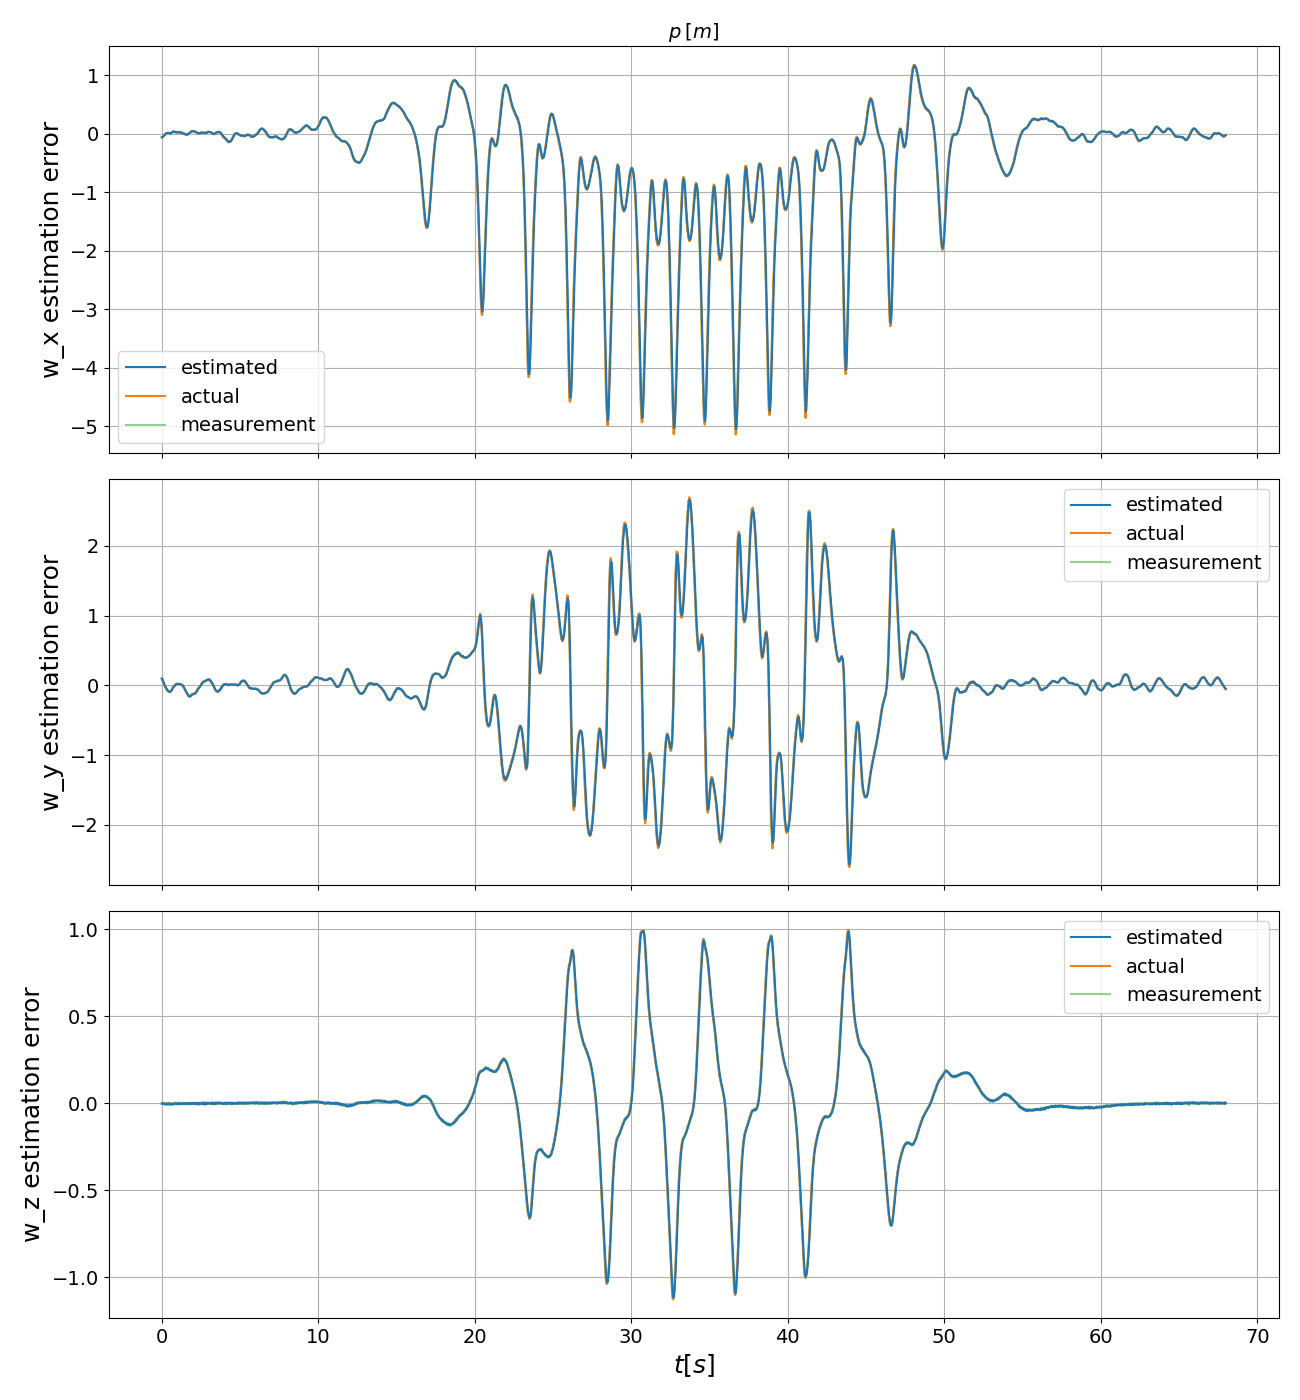 p [m]
1
0
−1
−2
−3
−4
−5
w_x estimation error
estimated
actual
measurement
2
1
0
−1
−2
w_y estimation error
estimated
actual
measurement
1.0
0.5
0.0
−0.5
−1.0
w_z estimation error
estimated
actual
measurement
0 10 20 30 40 50 60 70
t[s]